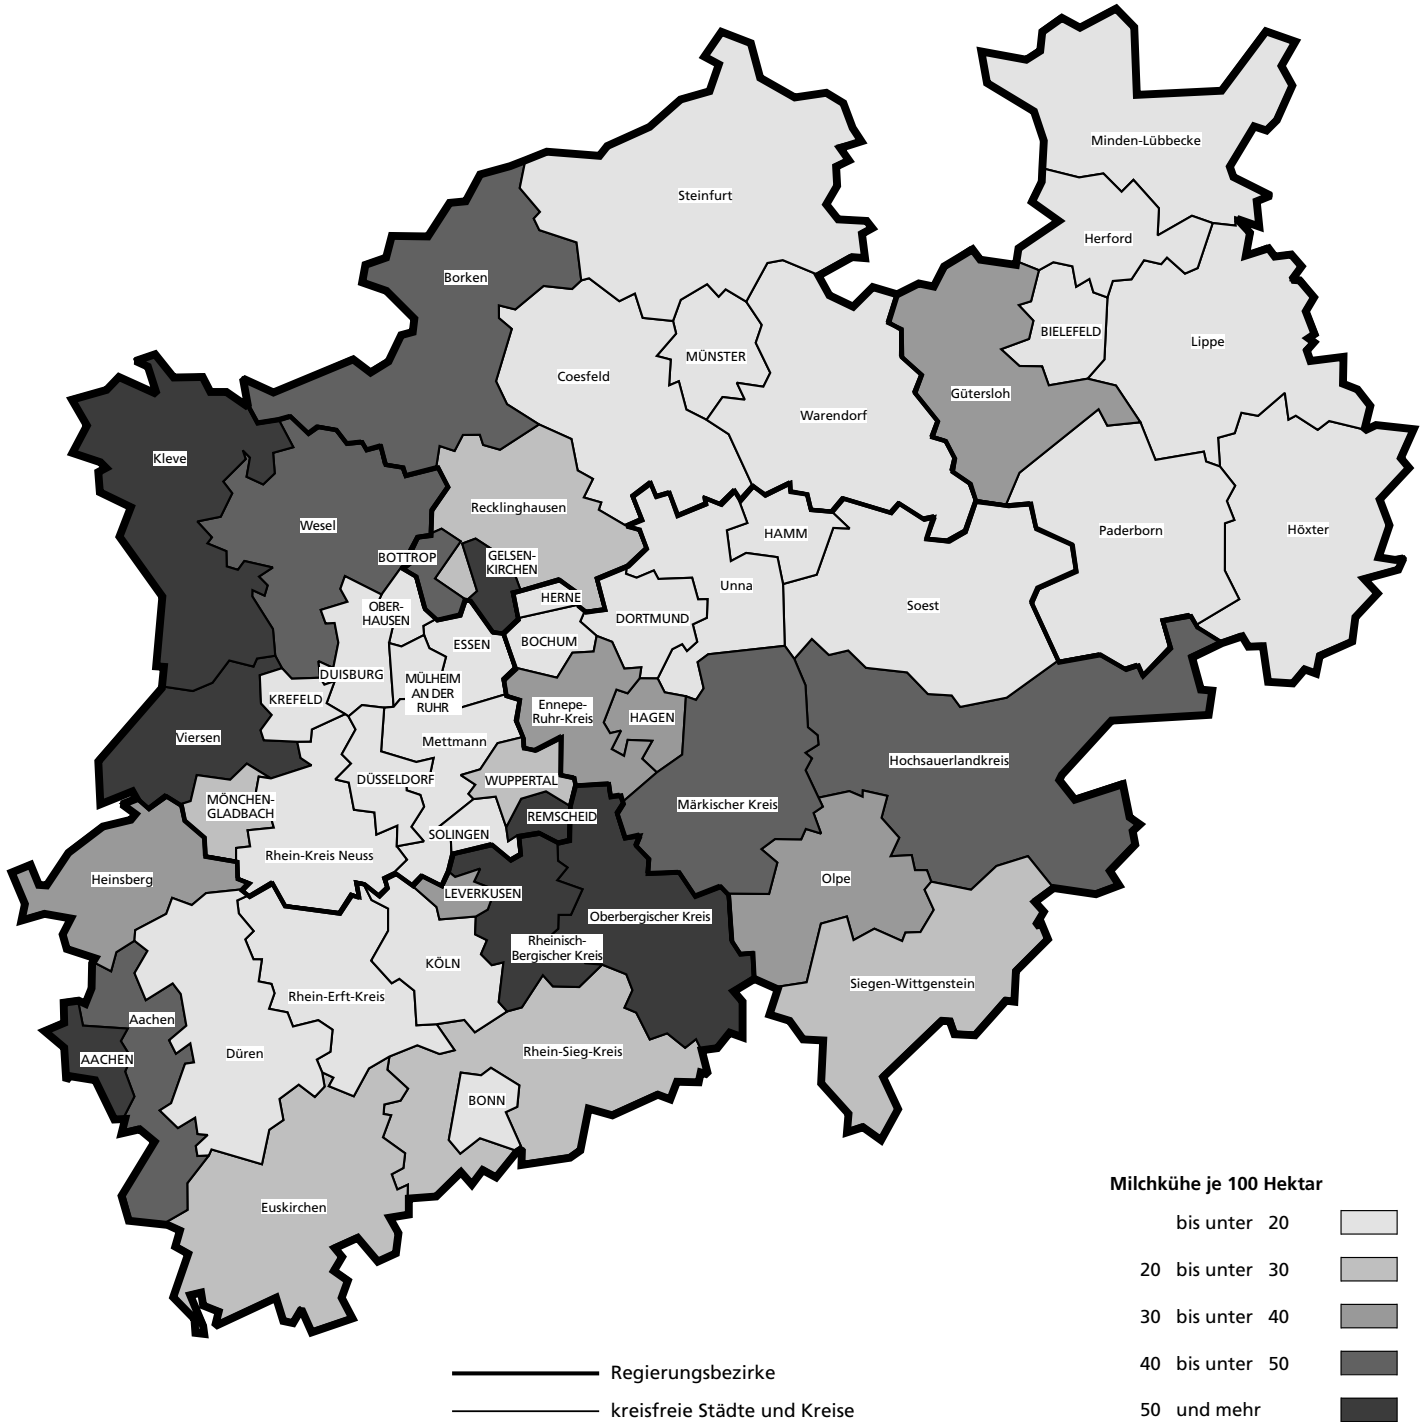 Minden-Lübbecke
Steinfurt
Herford
Borken
BIELEFELD
Lippe
MÜNSTER
Coesfeld
Gütersloh
Warendorf
Kleve
Recklinghausen
Wesel
Paderborn
Höxter
HAMM
BOTTROP
GELSEN-
KIRCHEN
Unna
HERNE
Soest
OBER-
HAUSEN
DORTMUND
ESSEN
BOCHUM
DUISBURG
MÜLHEIM
AN DER
RUHR
KREFELD
Ennepe-
Ruhr-Kreis
HAGEN
Viersen
Mettmann
Hochsauerlandkreis
DÜSSELDORF
WUPPERTAL
MÖNCHEN-
GLADBACH
Märkischer Kreis
REMSCHEID
SOLINGEN
Rhein-Kreis Neuss
Heinsberg
Olpe
LEVERKUSEN
Oberbergischer Kreis
Rheinisch-
Bergischer Kreis
KÖLN
Siegen-Wittgenstein
Rhein-Erft-Kreis
Aachen
AACHEN
Düren
Rhein-Sieg-Kreis
BONN
Euskirchen
Milchkühe je 100 Hektar
bis unter 20
20 bis unter 30
30 bis unter 40
40 bis unter 50
50 und mehr
Regierungsbezirke
kreisfreie Städte und Kreise